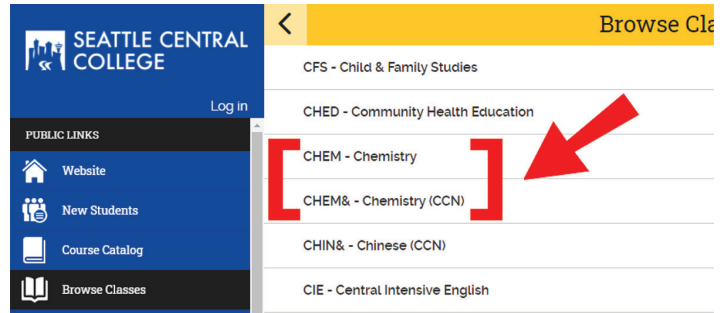 SEATTLE CENTRAL
COLLEGE
Log in
PUBLIC LINKS
Website
New Students
Course Catalog
Browse Classes
Browse Cla
CFS - Child & Family Studies
CHED - Community Health Education
CHEM - Chemistry
CHEM& - Chemistry (CCN)
CHIN& - Chinese (CCN)
CIE - Central Intensive English